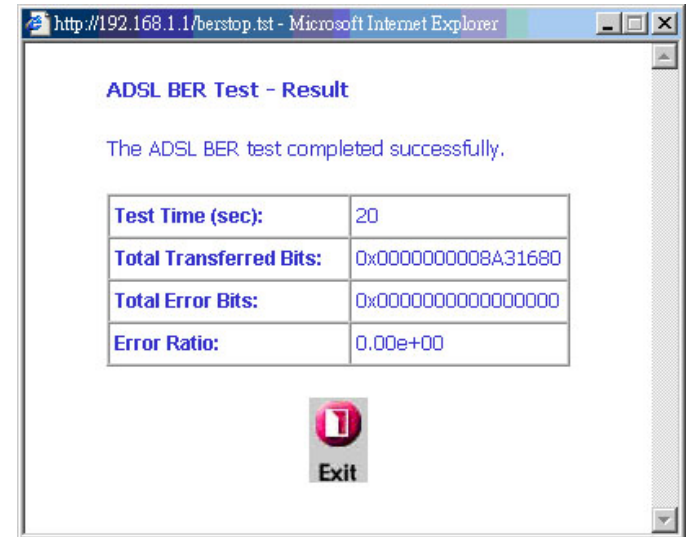 http://192.168.1.1/berstop.tst - Microsoft Internet Explorer
ADSL BER Test - Result
The ADSL BER test completed successfully.
Test Time (sec): 20
Total Transferred Bits: 0x0000000008A31680
Total Error Bits: 0x0000000000000000
Error Ratio: 0.00e+00
Exit